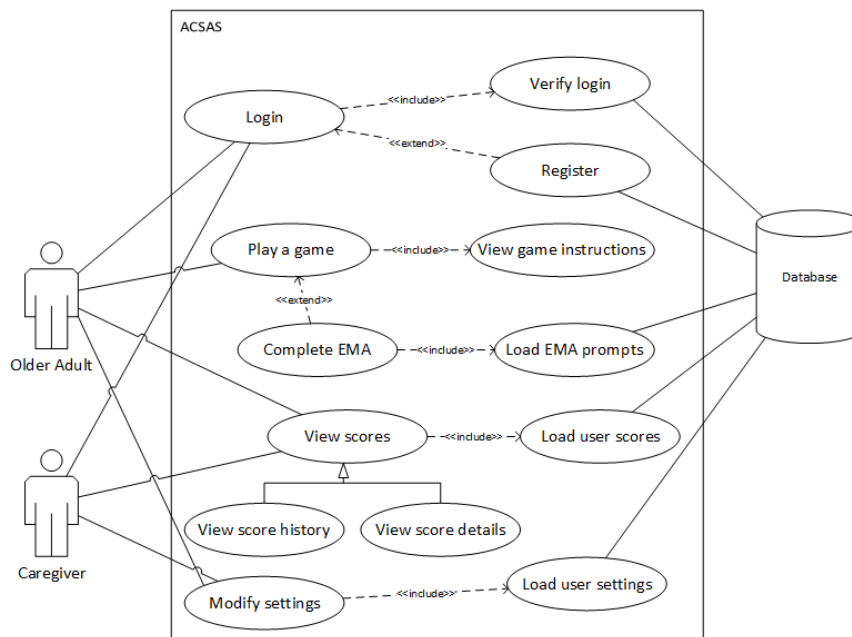 ACSAS
Verify login
<<include>>
Login
<<extend>>
Register
Play a game
<<include>>
View game instructions
Database
<<extend>>
Older Adult
Complete EMA
<<include>>
Load EMA prompts
View scores
<<include>>
Load user scores
View score history
View score details
Caregiver
Modify settings
<<include>>
Load user settings